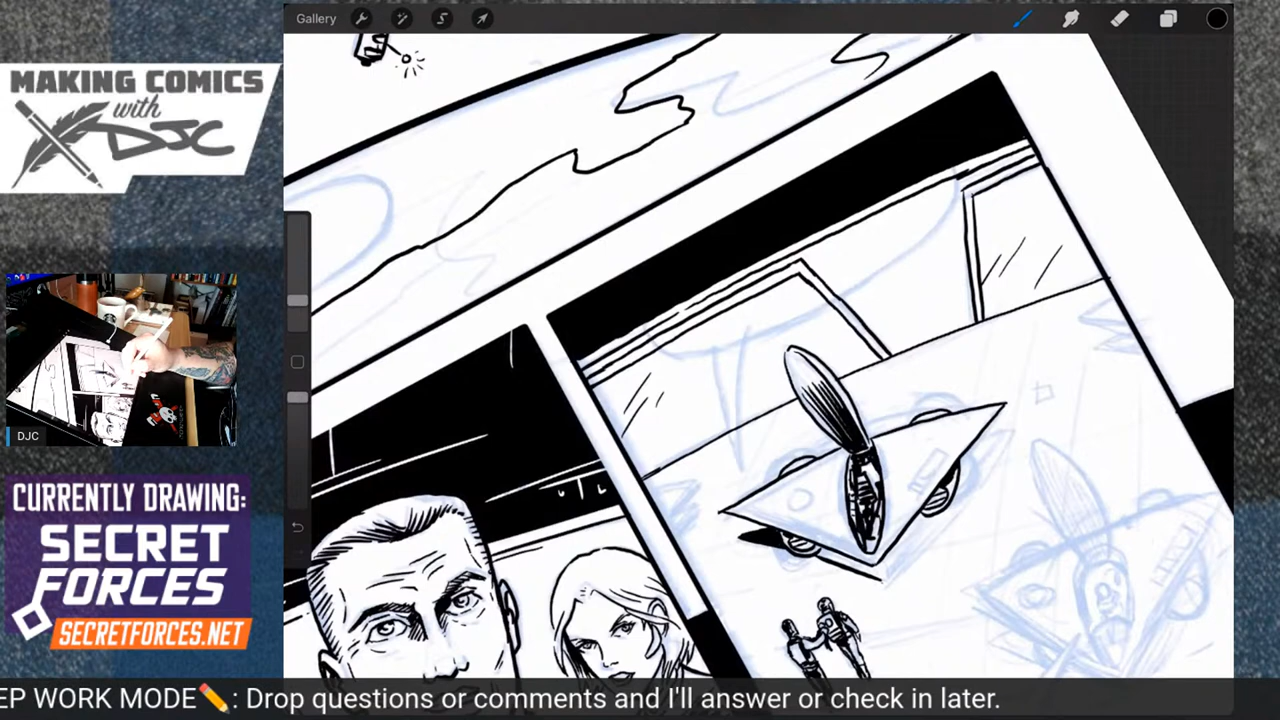 Gallery
MAKING COMICS
with
DJC
DJC
CURRENTLY DRAWING:
SECRET
FORCES
SECRETFORCES.NET
EP WORK MODE✏️: Drop questions or comments and I'll answer or check in later.